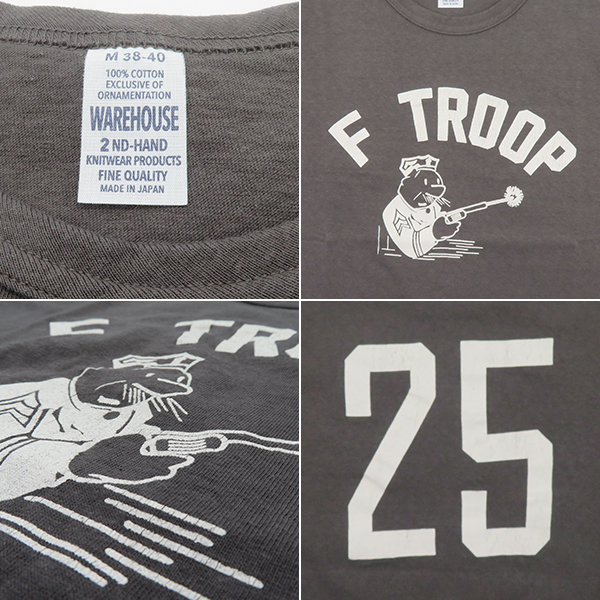 M 38-40
100% COTTON
EXCLUSIVE OF
ORNAMENTATION
WAREHOUSE
2 ND-HAND
KNITWEAR PRODUCTS
FINE QUALITY
MADE IN JAPAN
F TROOP
F TRO
25